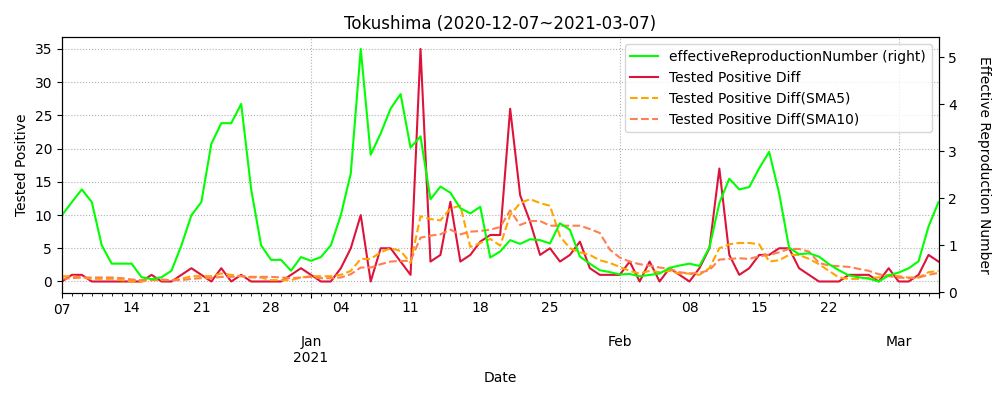 Tokushima (2020-12-07~2021-03-07)
effectiveReproductionNumber (right)
Tested Positive Diff
Tested Positive Diff(SMA5)
Tested Positive Diff(SMA10)
Tested Positive
35
30
25
20
15
10
5
0
Effective Reproduction Number
5
4
3
2
1
0
07 14 21 28 04 11 18 25 08 15 22
Jan Feb Mar
2021
Date